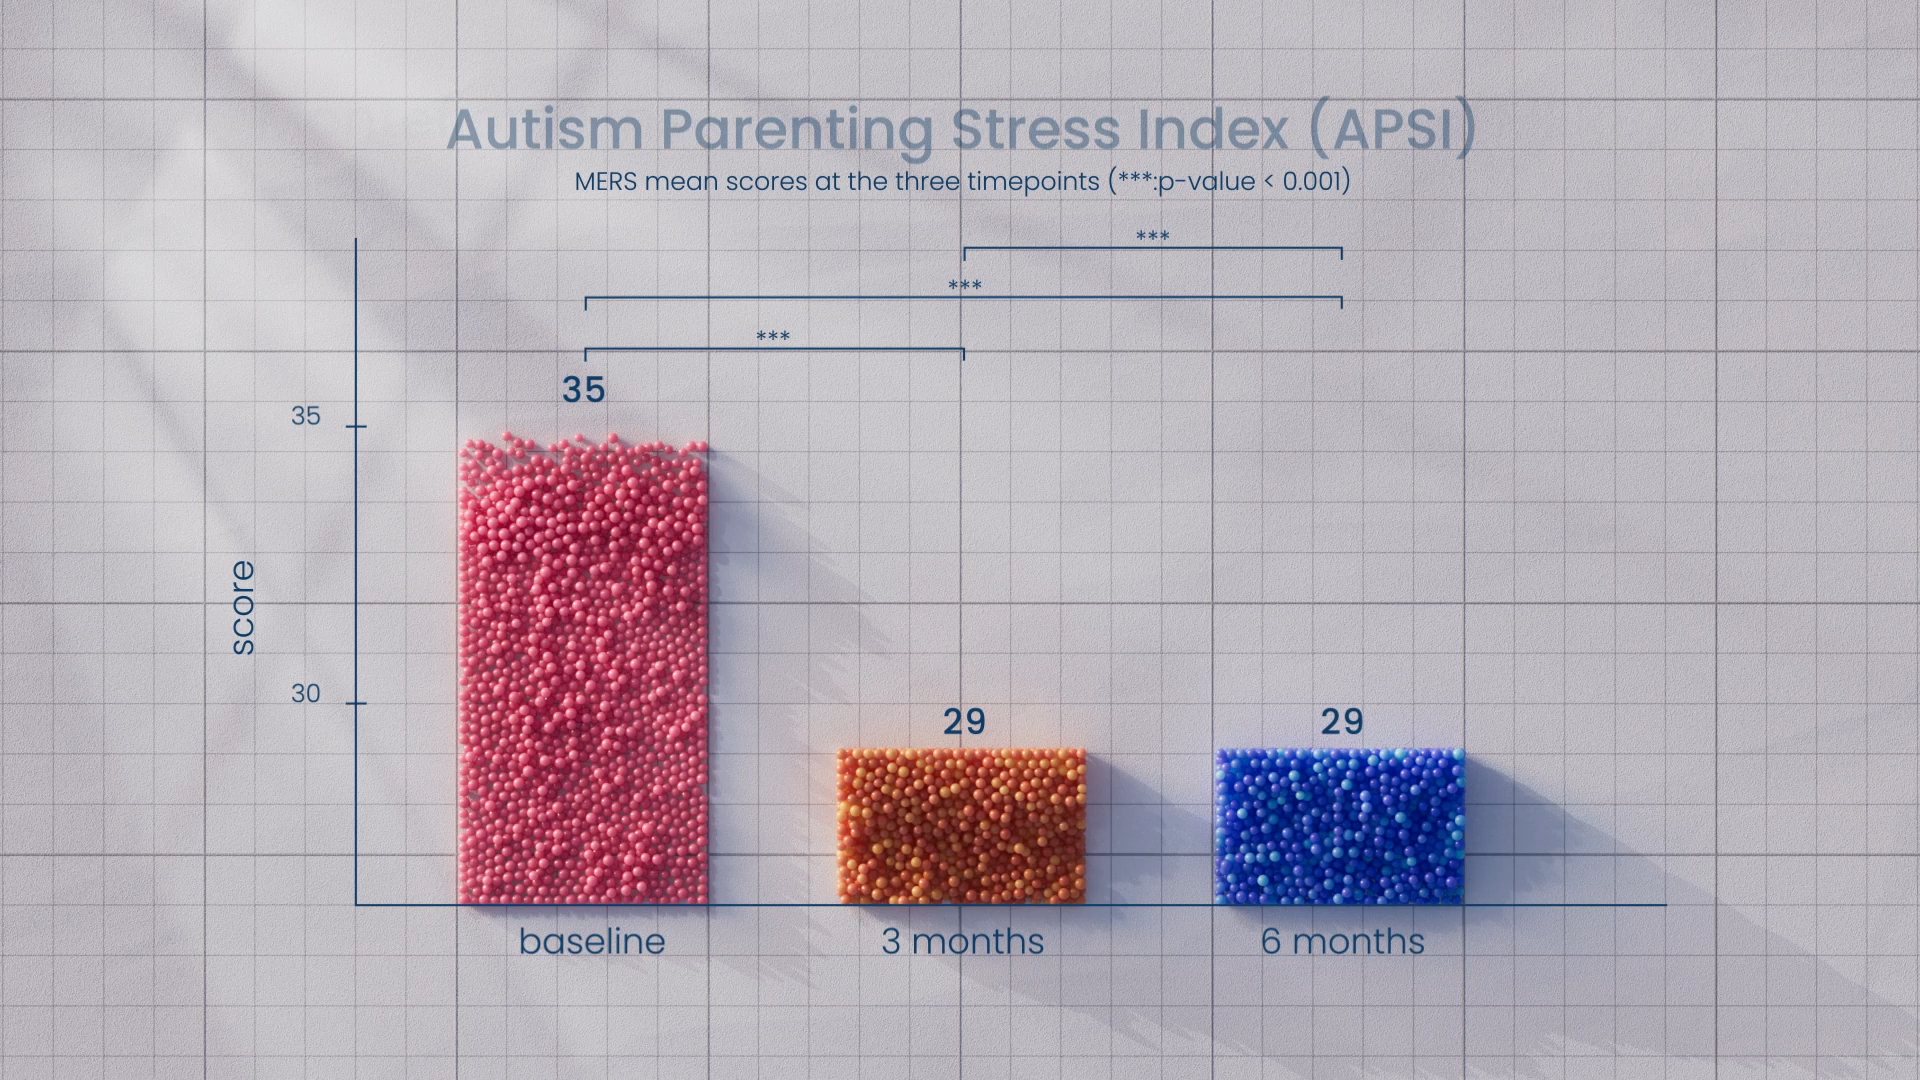 Autism Parenting Stress Index (APSI)
MERS mean scores at the three timepoints (***:p-value < 0.001)
***
***
***
35
35
score
30
29
29
baseline
3 months
6 months